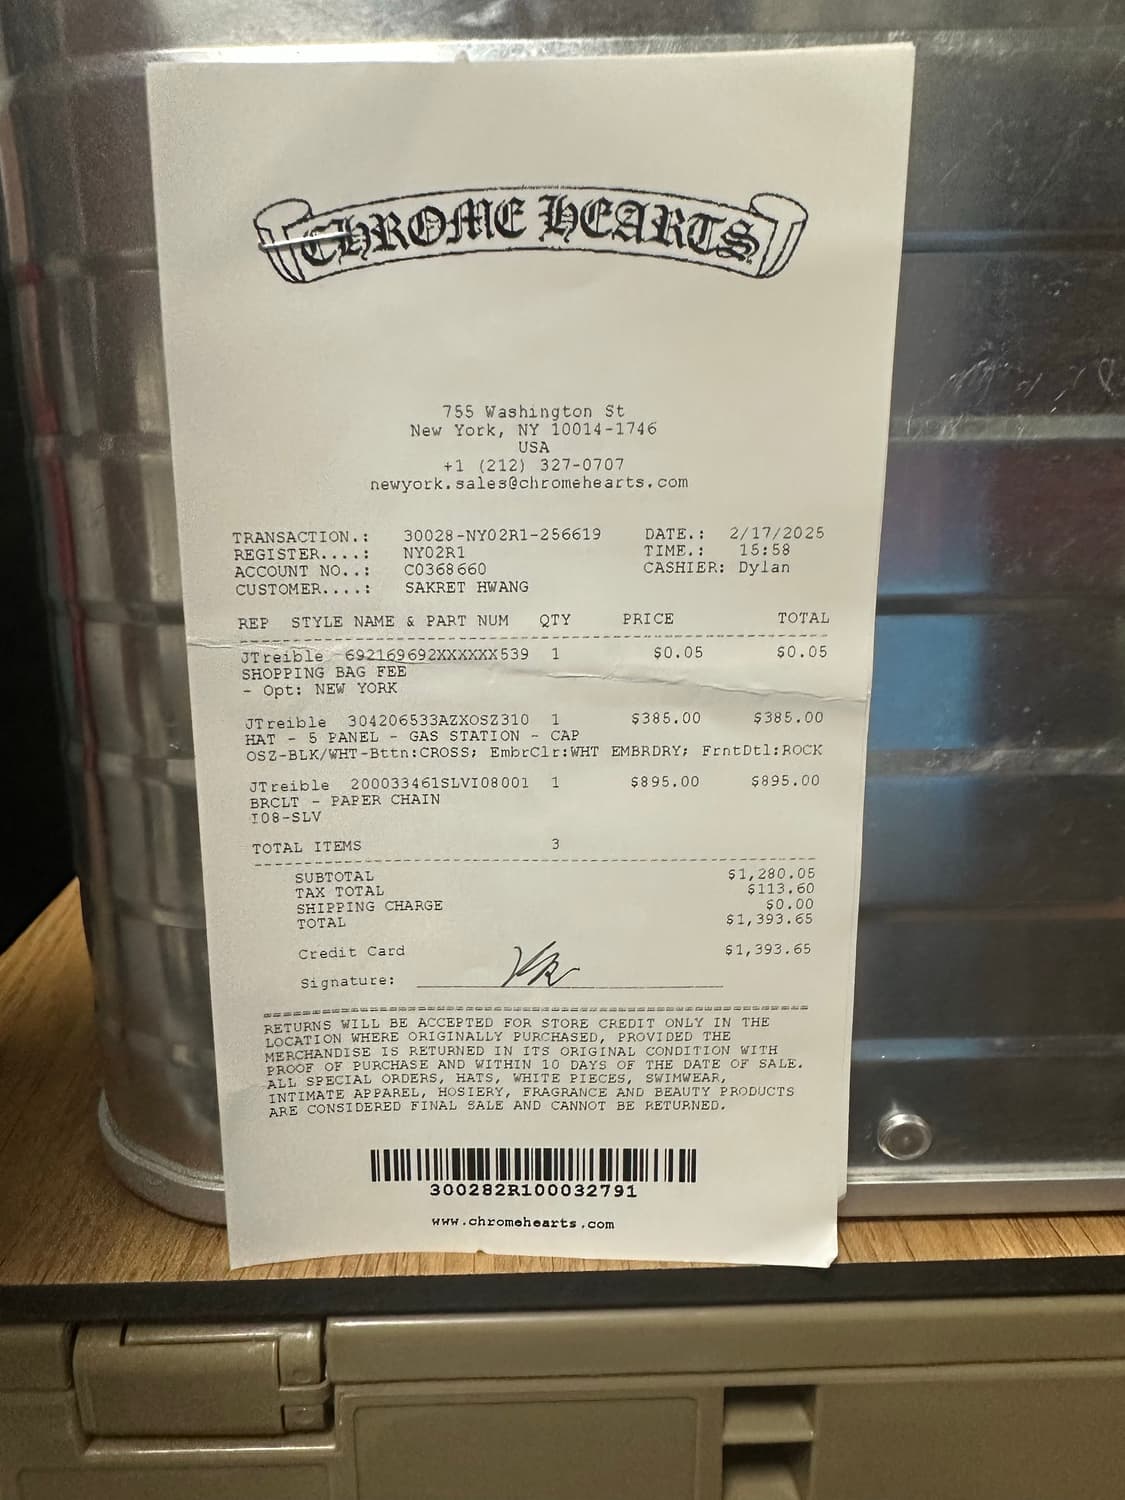 CHROME HEARTS
755 Washington St
New York, NY 10014-1746
USA
+1 (212) 327-0707
newyork.sales@chromehearts.com
TRANSACTION.: 30028-NY02R1-256619 DATE.: 2/17/2025
REGISTER....: NY02R1 TIME.: 15:58
ACCOUNT NO..: C0368660 CASHIER: Dylan
CUSTOMER....: SAKRET HWANG
REP STYLE NAME & PART NUM QTY PRICE TOTAL
JTreible 692169692XXXXXX539 1 $0.05 $0.05
SHOPPING BAG FEE
- Opt: NEW YORK
JTreible 304206533AZXOSZ310 1 $385.00 $385.00
HAT - 5 PANEL - GAS STATION - CAP
OSZ-BLK/WHT-Bttn:CROSS; EmbrClr:WHT EMBRDRY; FrntDtl:ROCK
JTreible 200033461SLVI08001 1 $895.00 $895.00
BRCLT - PAPER CHAIN
I08-SLV
TOTAL ITEMS 3
SUBTOTAL $1,280.05
TAX TOTAL $113.60
SHIPPING CHARGE $0.00
TOTAL $1,393.65
Credit Card $1,393.65
Signature:
RETURNS WILL BE ACCEPTED FOR STORE CREDIT ONLY IN THE
LOCATION WHERE ORIGINALLY PURCHASED, PROVIDED THE
MERCHANDISE IS RETURNED IN ITS ORIGINAL CONDITION WITH
PROOF OF PURCHASE AND WITHIN 10 DAYS OF THE DATE OF SALE.
ALL SPECIAL ORDERS, HATS, WHITE PIECES, SWIMWEAR,
INTIMATE APPAREL, HOSIERY, FRAGRANCE AND BEAUTY PRODUCTS
ARE CONSIDERED FINAL SALE AND CANNOT BE RETURNED.
300282R100032791
www.chromehearts.com